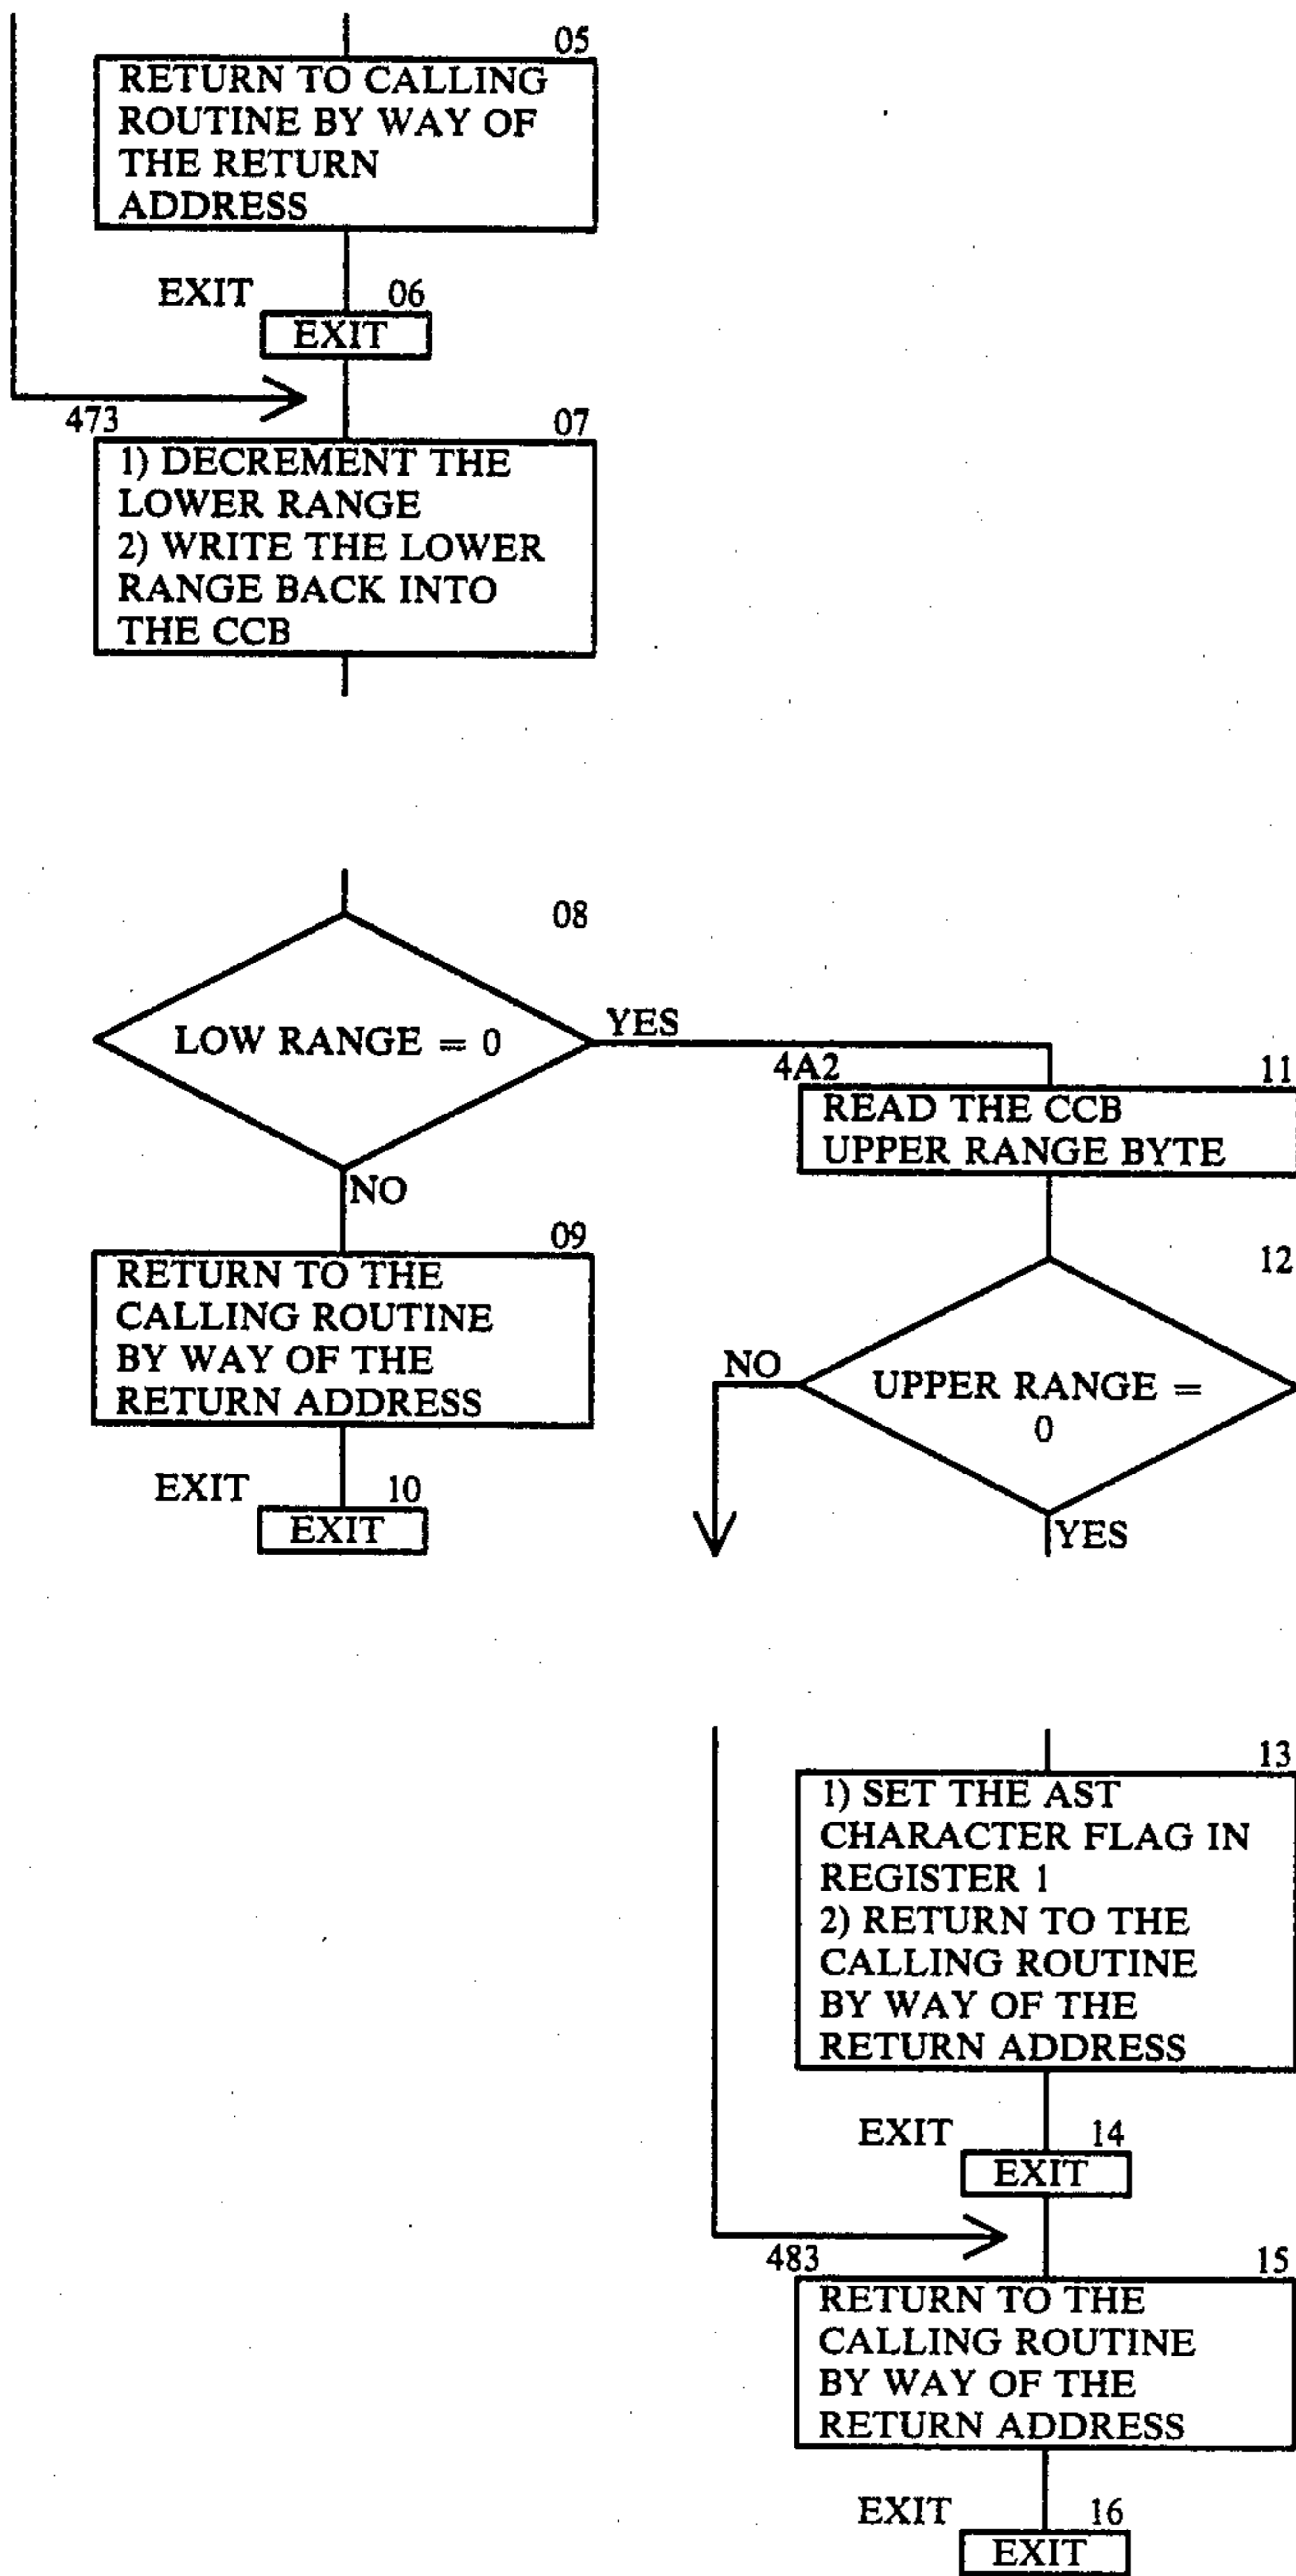 05
RETURN TO CALLING
ROUTINE BY WAY OF
THE RETURN
ADDRESS
EXIT 06
EXIT
473 07
1) DECREMENT THE
LOWER RANGE
2) WRITE THE LOWER
RANGE BACK INTO
THE CCB
08
LOW RANGE = 0
YES
NO
09
RETURN TO THE
CALLING ROUTINE
BY WAY OF THE
RETURN ADDRESS
EXIT 10
EXIT
4A2 11
READ THE CCB
UPPER RANGE BYTE
12
NO
UPPER RANGE =
0
YES
13
1) SET THE AST
CHARACTER FLAG IN
REGISTER 1
2) RETURN TO THE
CALLING ROUTINE
BY WAY OF THE
RETURN ADDRESS
EXIT 14
EXIT
483 15
RETURN TO THE
CALLING ROUTINE
BY WAY OF THE
RETURN ADDRESS
EXIT 16
EXIT